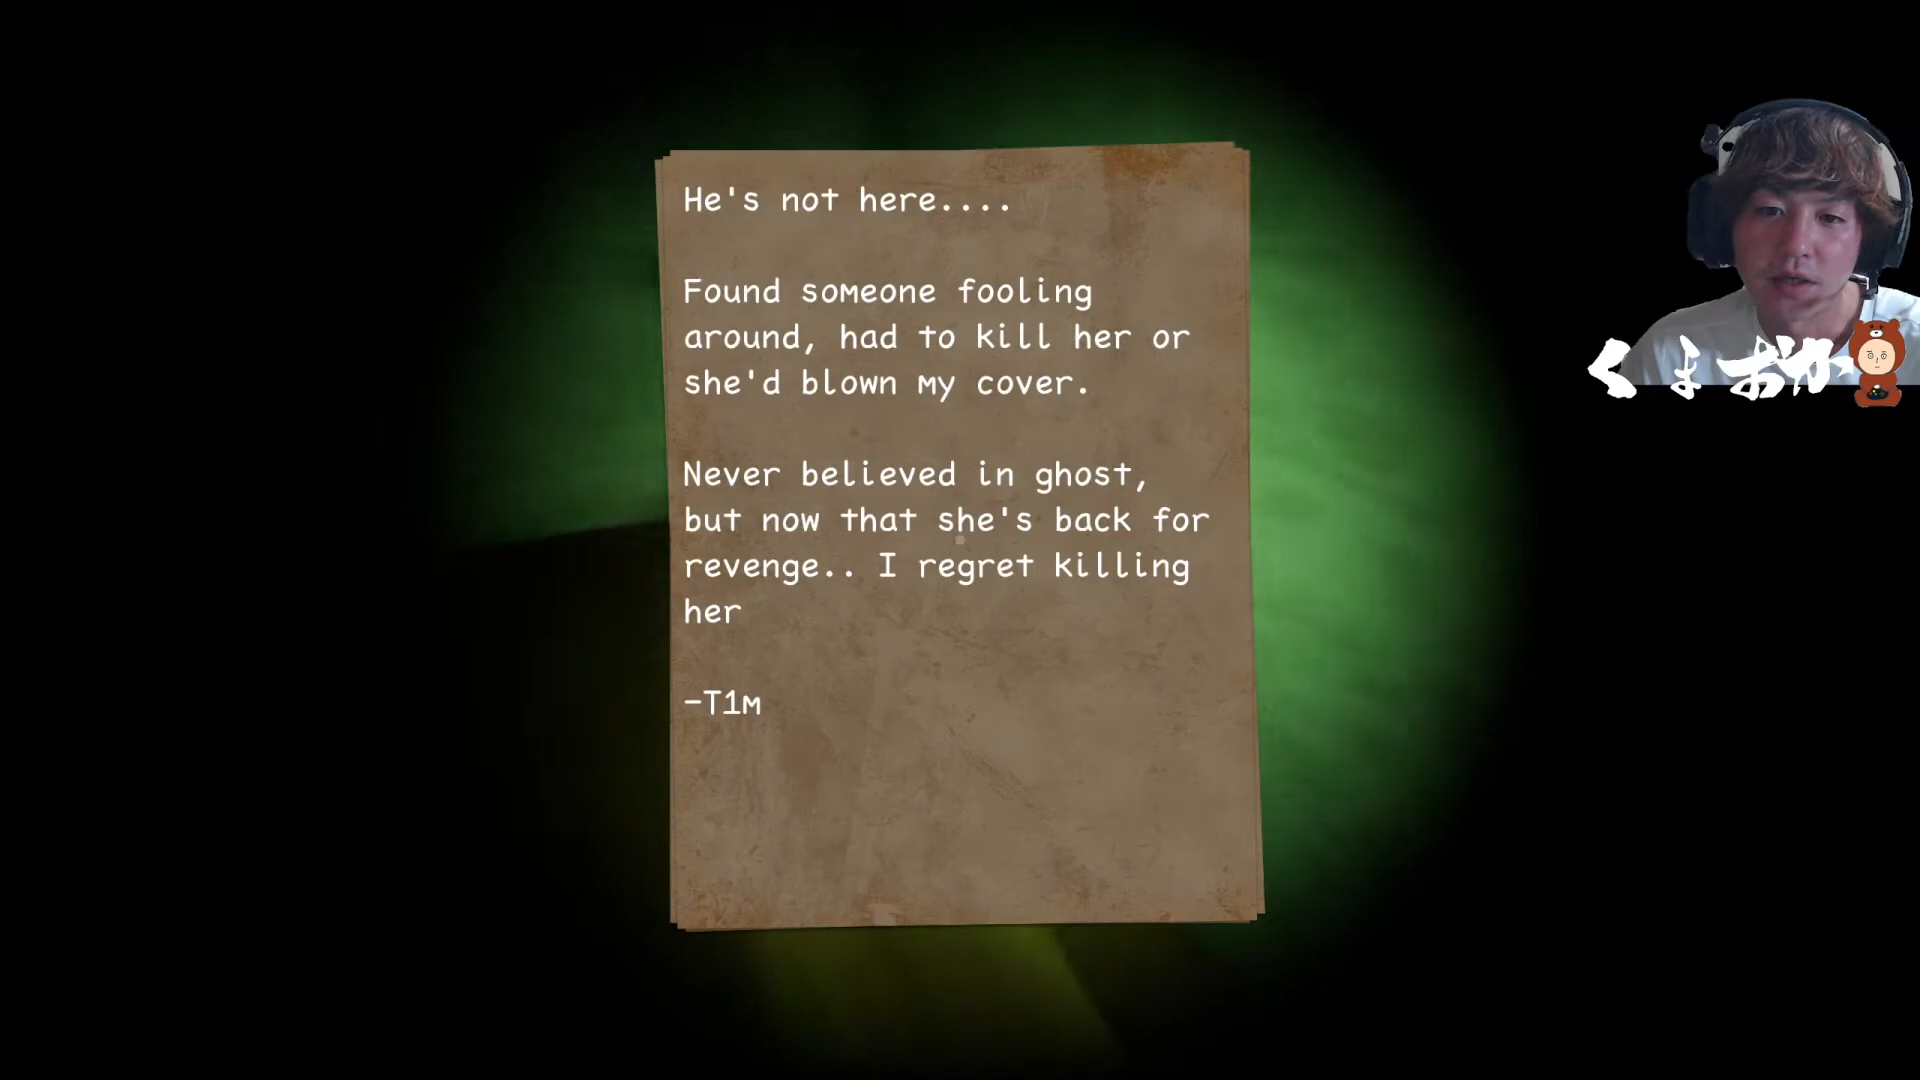 He's not here....
Found someone fooling
around, had to kill her or
she'd blown my cover.
Never believed in ghost,
but now that she's back for
revenge.. I regret killing
her
-T1m
くまおか